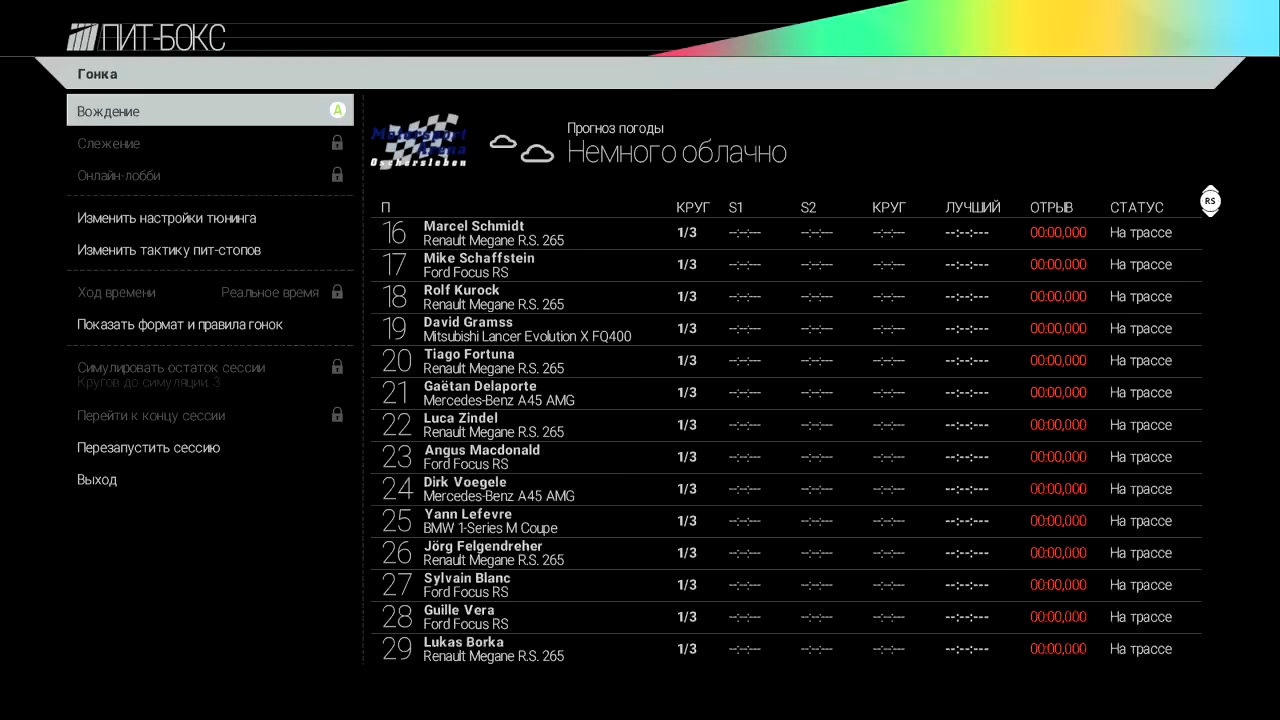 ПИТ-БОКС
Гонка
Вождение A
Слежение
Онлайн-лобби
Изменить настройки тюнинга
Изменить тактику пит-стопов
Ход времени Реальное время
Показать формат и правила гонок
Симулировать остаток сессии
Кругов до симуляции: 3
Перейти к концу сессии
Перезапустить сессию
Выход
Motorsport
Arena
Oschersleben
Прогноз погоды
Немного облачно
RS
П КРУГ S1 S2 КРУГ ЛУЧШИЙ ОТРЫВ СТАТУС
16 Marcel Schmidt 1/3 --:--:--- --:--:--- --:--:--- --:--:--- 00:00,000 На трассе
Renault Megane R.S. 265
17 Mike Schaffstein 1/3 --:--:--- --:--:--- --:--:--- --:--:--- 00:00,000 На трассе
Ford Focus RS
18 Rolf Kurock 1/3 --:--:--- --:--:--- --:--:--- --:--:--- 00:00,000 На трассе
Renault Megane R.S. 265
19 David Gramss 1/3 --:--:--- --:--:--- --:--:--- --:--:--- 00:00,000 На трассе
Mitsubishi Lancer Evolution X FQ400
20 Tiago Fortuna 1/3 --:--:--- --:--:--- --:--:--- --:--:--- 00:00,000 На трассе
Renault Megane R.S. 265
21 Gaëtan Delaporte 1/3 --:--:--- --:--:--- --:--:--- --:--:--- 00:00,000 На трассе
Mercedes-Benz A45 AMG
22 Luca Zindel 1/3 --:--:--- --:--:--- --:--:--- --:--:--- 00:00,000 На трассе
Renault Megane R.S. 265
23 Angus Macdonald 1/3 --:--:--- --:--:--- --:--:--- --:--:--- 00:00,000 На трассе
Ford Focus RS
24 Dirk Voegele 1/3 --:--:--- --:--:--- --:--:--- --:--:--- 00:00,000 На трассе
Mercedes-Benz A45 AMG
25 Yann Lefevre 1/3 --:--:--- --:--:--- --:--:--- --:--:--- 00:00,000 На трассе
BMW 1-Series M Coupe
26 Jörg Felgendreher 1/3 --:--:--- --:--:--- --:--:--- --:--:--- 00:00,000 На трассе
Renault Megane R.S. 265
27 Sylvain Blanc 1/3 --:--:--- --:--:--- --:--:--- --:--:--- 00:00,000 На трассе
Ford Focus RS
28 Guille Vera 1/3 --:--:--- --:--:--- --:--:--- --:--:--- 00:00,000 На трассе
Ford Focus RS
29 Lukas Borka 1/3 --:--:--- --:--:--- --:--:--- --:--:--- 00:00,000 На трассе
Renault Megane R.S. 265